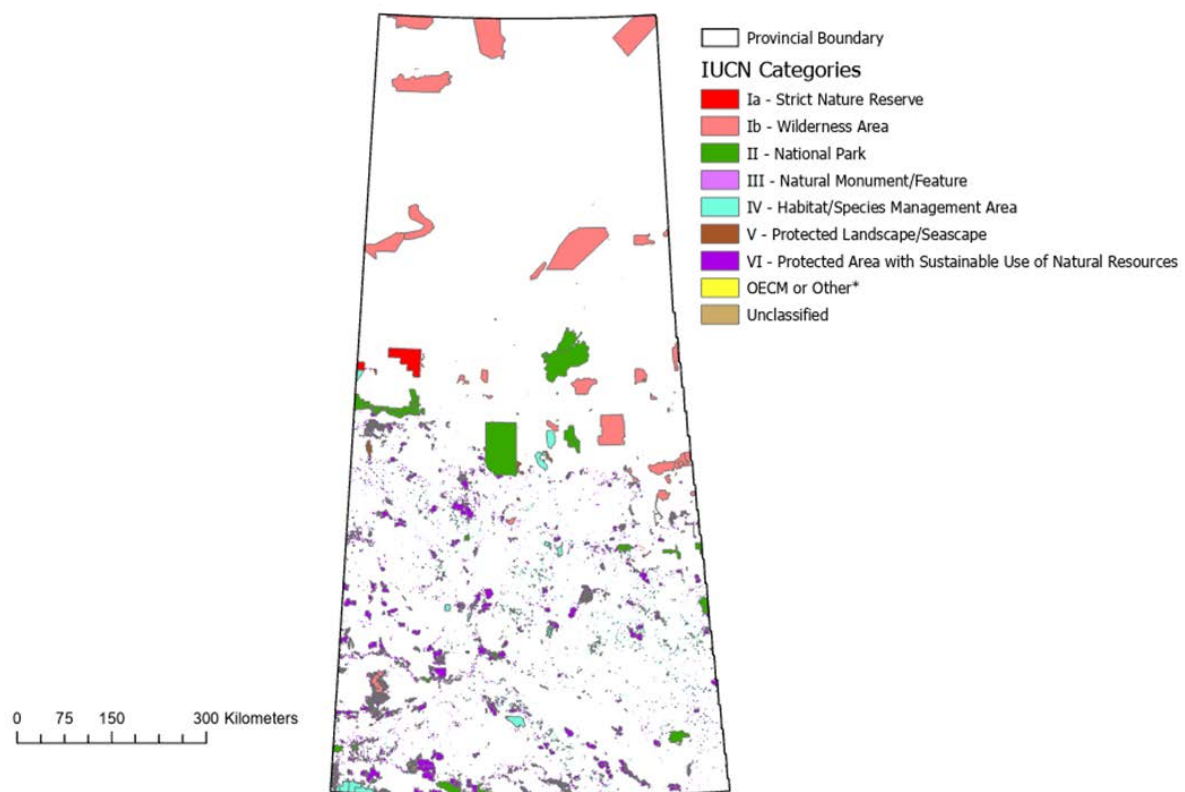 Provincial Boundary
IUCN Categories
Ia - Strict Nature Reserve
Ib - Wilderness Area
II - National Park
III - Natural Monument/Feature
IV - Habitat/Species Management Area
V - Protected Landscape/Seascape
VI - Protected Area with Sustainable Use of Natural Resources
OECM or Other*
Unclassified
0 75 150 300 Kilometers